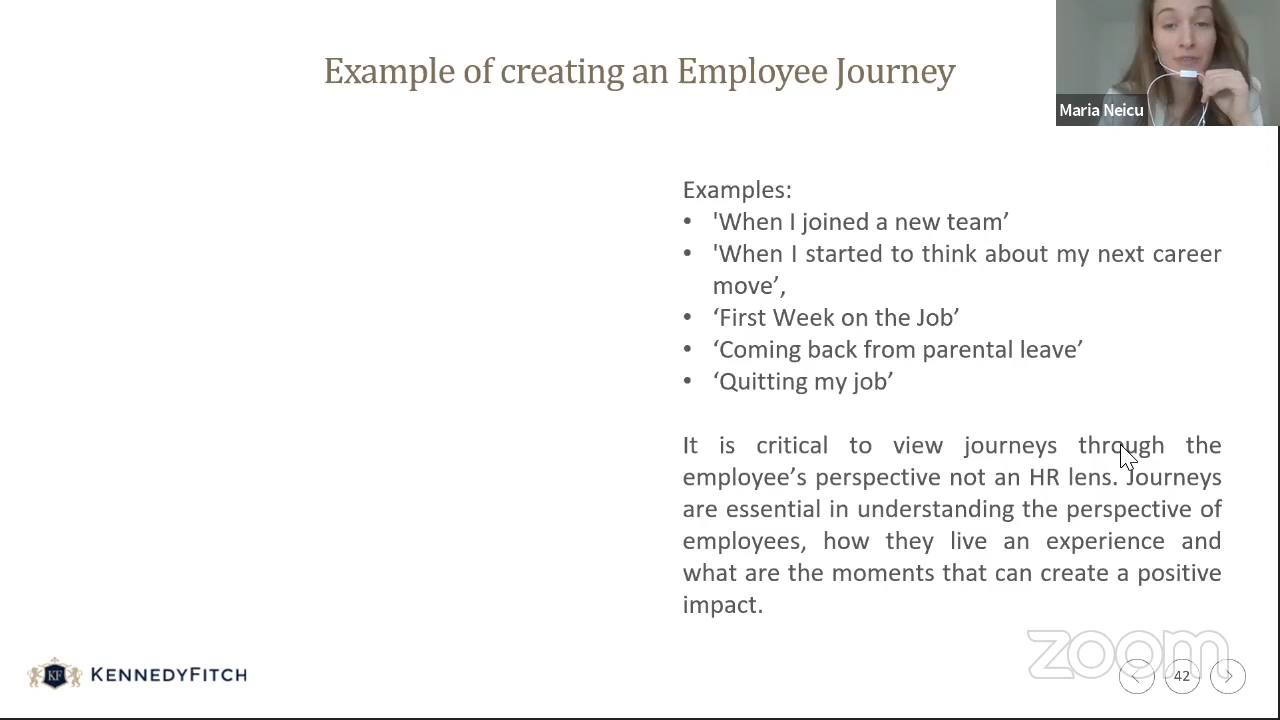 Example of creating an Employee Journey
Maria Neicu
Examples:
• 'When I joined a new team’
• 'When I started to think about my next career
move’,
• ‘First Week on the Job’
• ‘Coming back from parental leave’
• ‘Quitting my job’
It is critical to view journeys through the
employee’s perspective not an HR lens. Journeys
are essential in understanding the perspective of
employees, how they live an experience and
what are the moments that can create a positive
impact.
KF KENNEDYFITCH
zoom
42